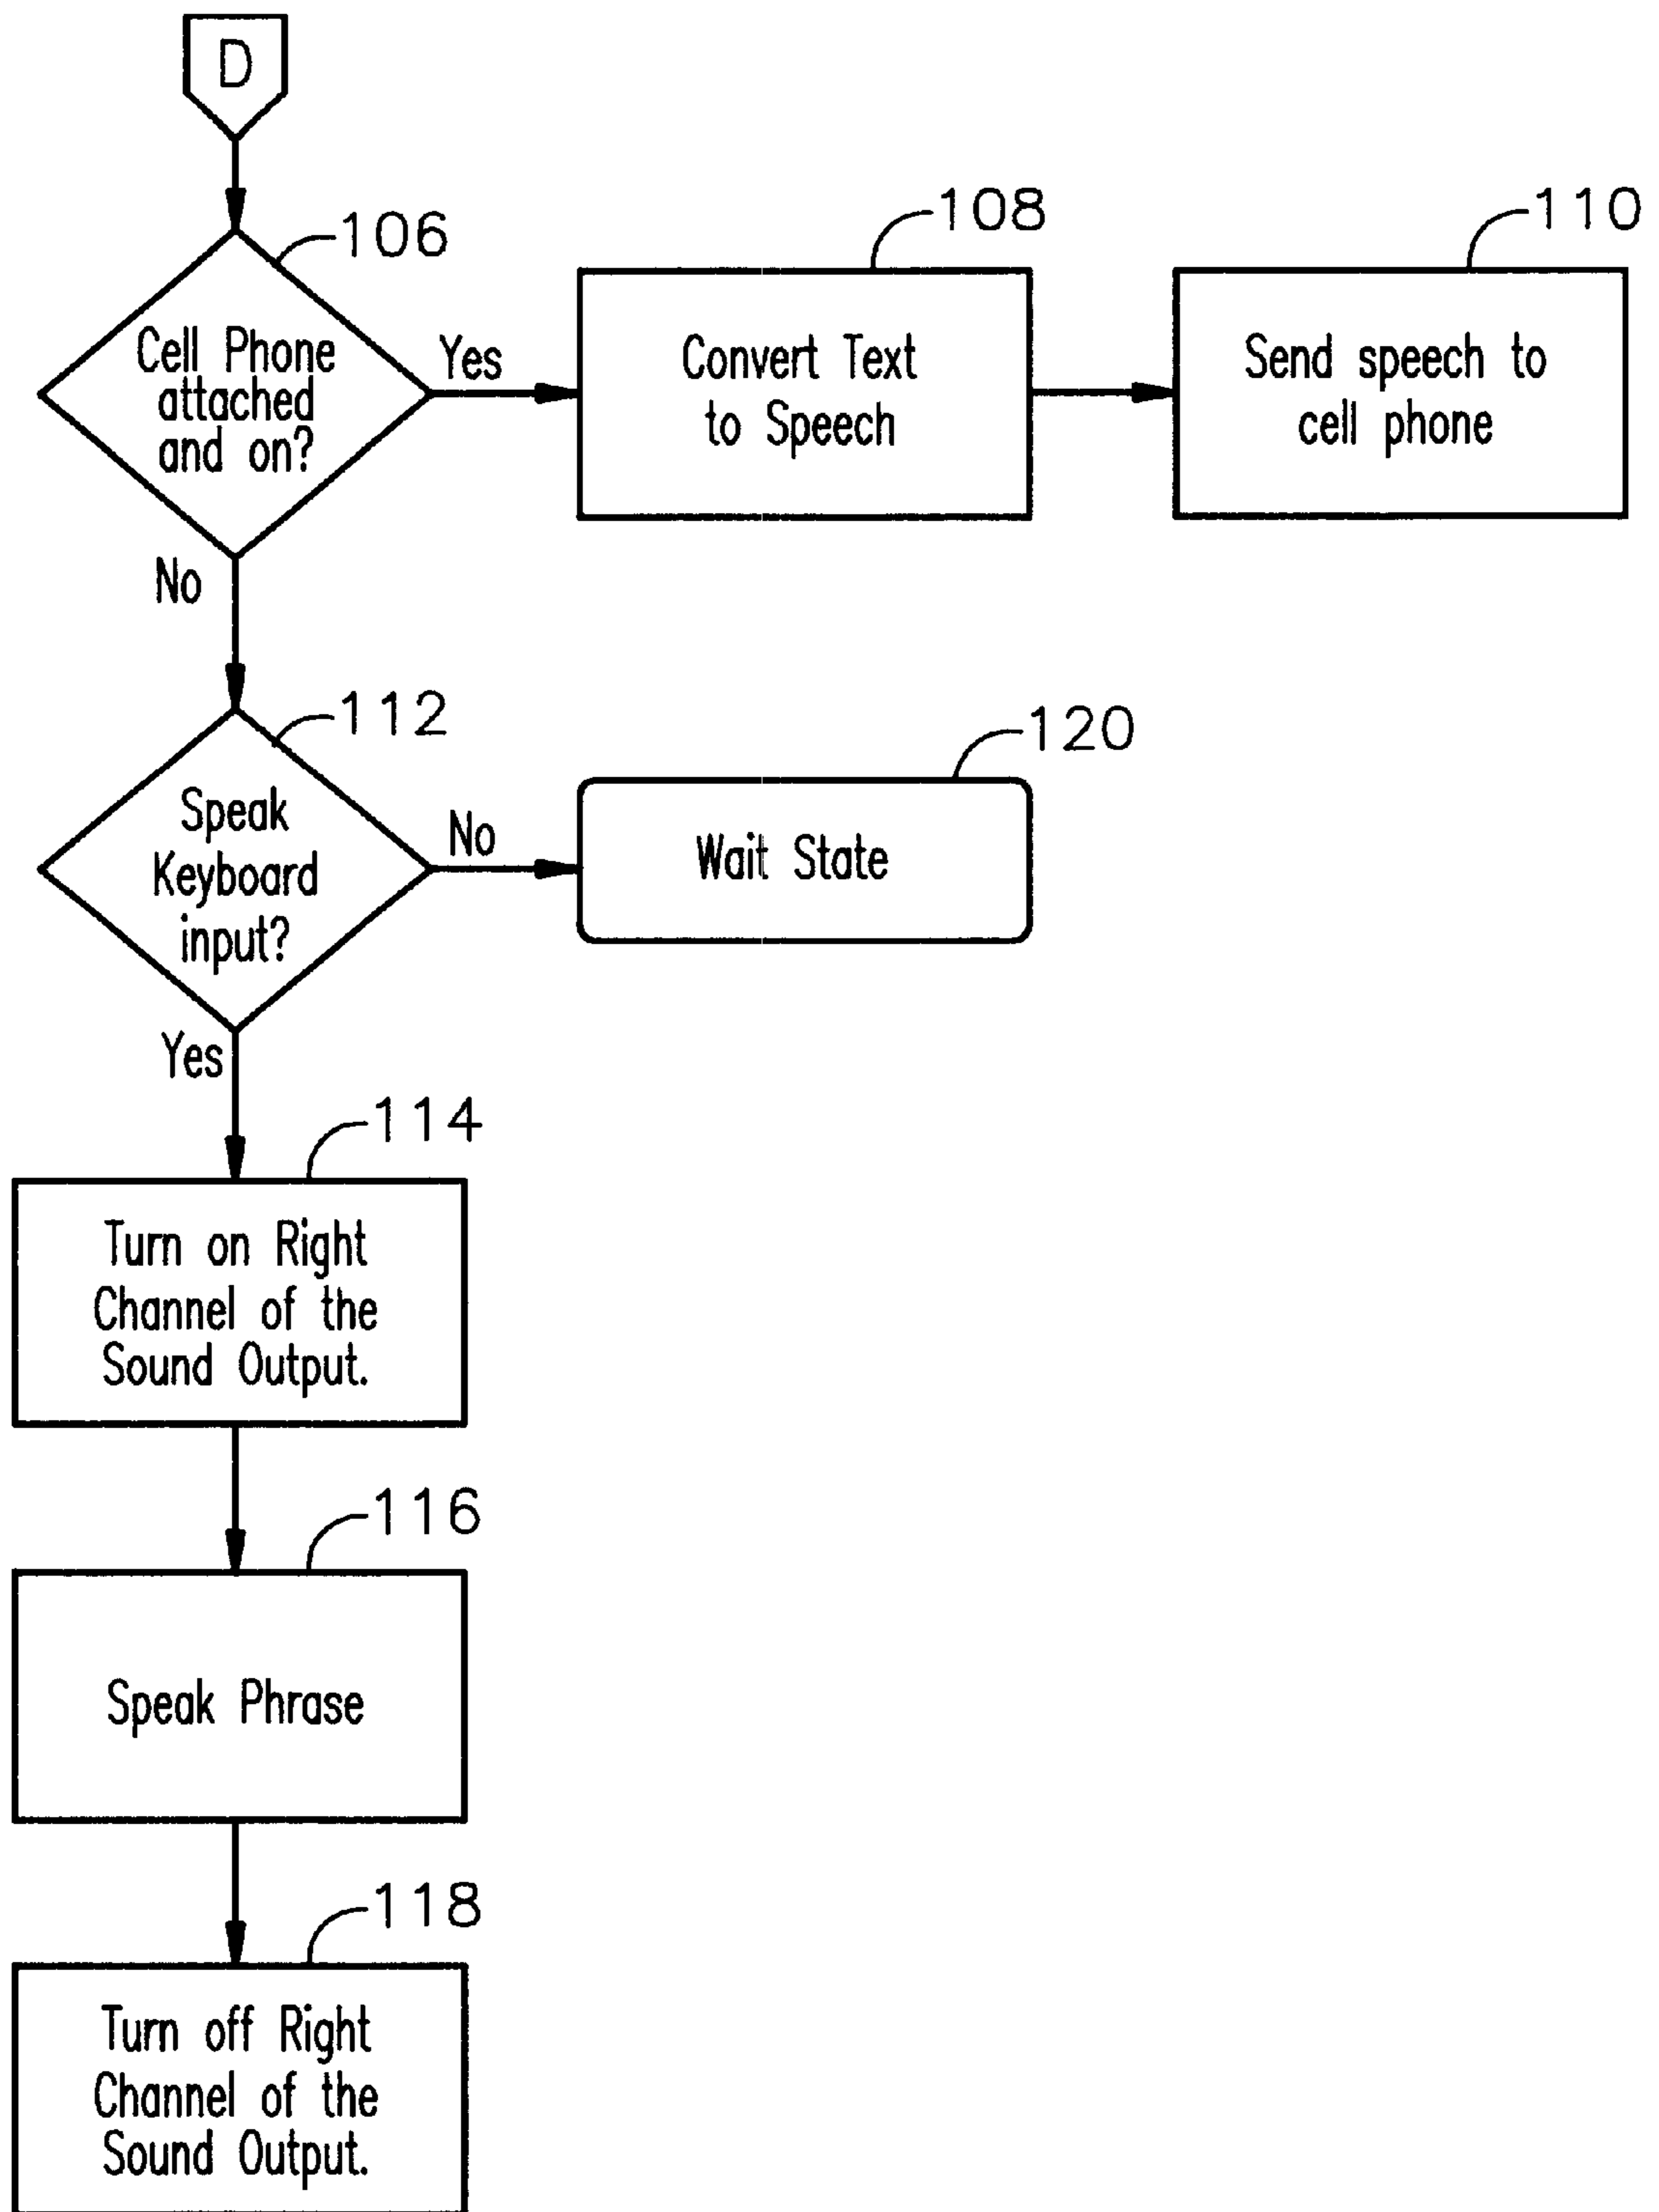 D
106
Cell Phone
attached
and on?
Yes
108
Convert Text
to Speech
110
Send speech to
cell phone
No
112
Speak
Keyboard
input?
No
120
Wait State
Yes
114
Turn on Right
Channel of the
Sound Output.
116
Speak Phrase
118
Turn off Right
Channel of the
Sound Output.